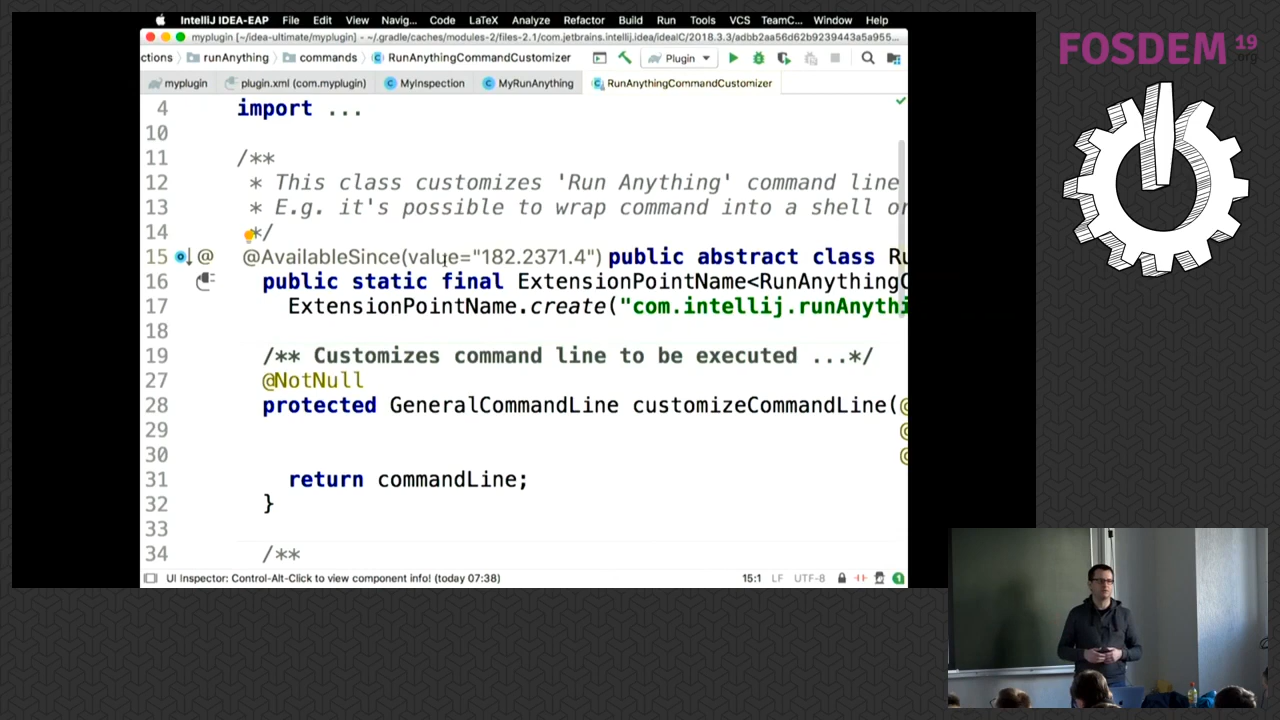 IntelliJ IDEA-EAP File Edit View Navig... Code LaTeX Analyze Refactor Build Run Tools VCS TeamC... Window Help
myplugin [~/idea-ultimate/myplugin] - ~/.gradle/caches/modules-2/files-2.1/com.jetbrains.intellij.idea/ideaIC/2018.3.3/adbb2aa56d62b9239443a5a955...
ctions runAnything commands RunAnythingCommandCustomizer Plugin
myplugin plugin.xml (com.myplugin) MyInspection MyRunAnything RunAnythingCommandCustomizer
4 import ...
10
11 /**
12 * This class customizes 'Run Anything' command line
13 * E.g. it's possible to wrap command into a shell or
14 */
15 @ @AvailableSince(value="182.2371.4") public abstract class Ru
16 public static final ExtensionPointName<RunAnythingC
17 ExtensionPointName.create("com.intellij.runAnythi
18
19 /** Customizes command line to be executed ...*/
27 @NotNull
28 protected GeneralCommandLine customizeCommandLine(@
29 @
30 @
31 return commandLine;
32 }
33
34 /**
UI Inspector: Control-Alt-Click to view component info! (today 07:38) 15:1 LF UTF-8 1
FOSDEM 19
.org